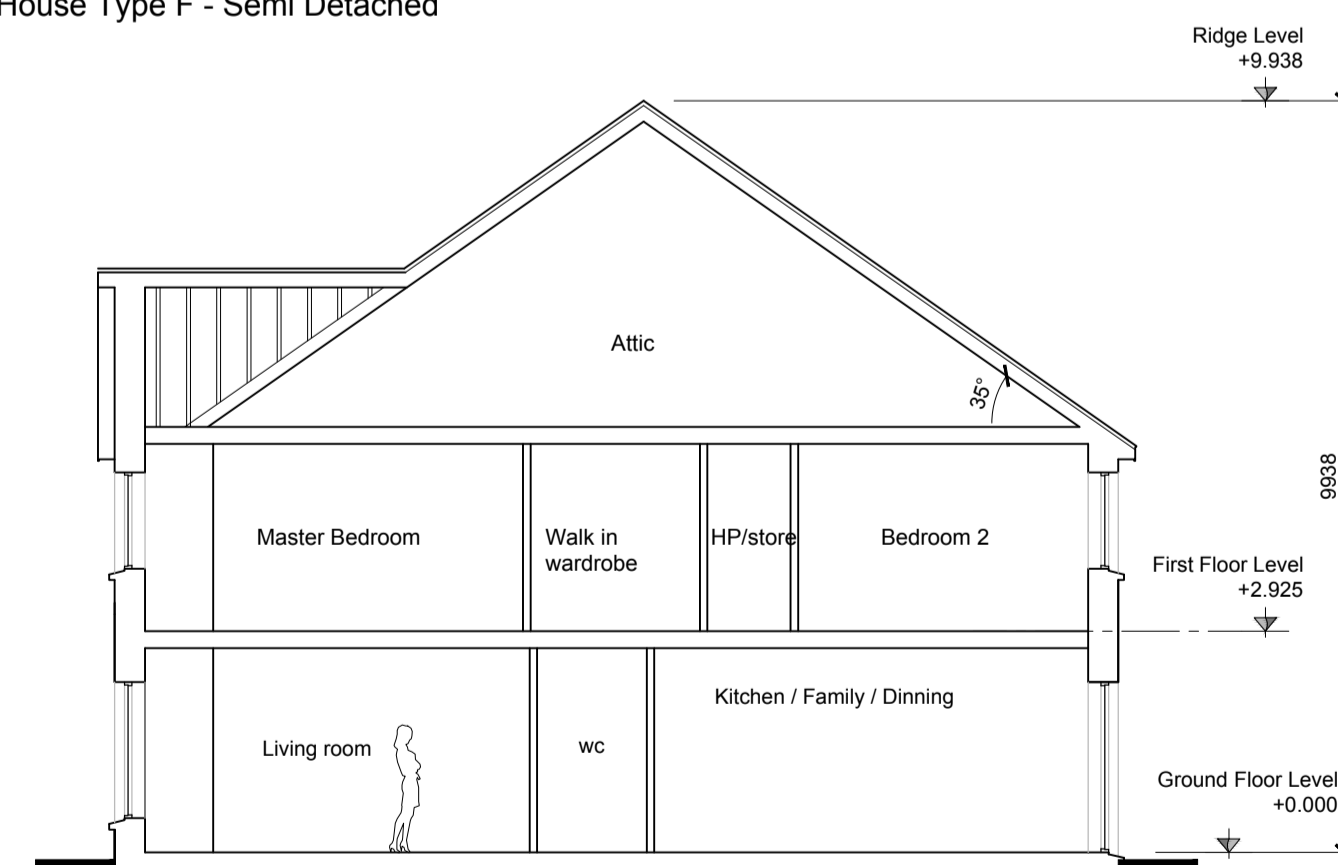 House Type F - Semi Detached
Ridge Level
+9.938
Attic
35°
9938
Master Bedroom
Walk in
wardrobe
HP/store
Bedroom 2
First Floor Level
+2.925
Kitchen / Family / Dinning
Living room
wc
Ground Floor Level
+0.000